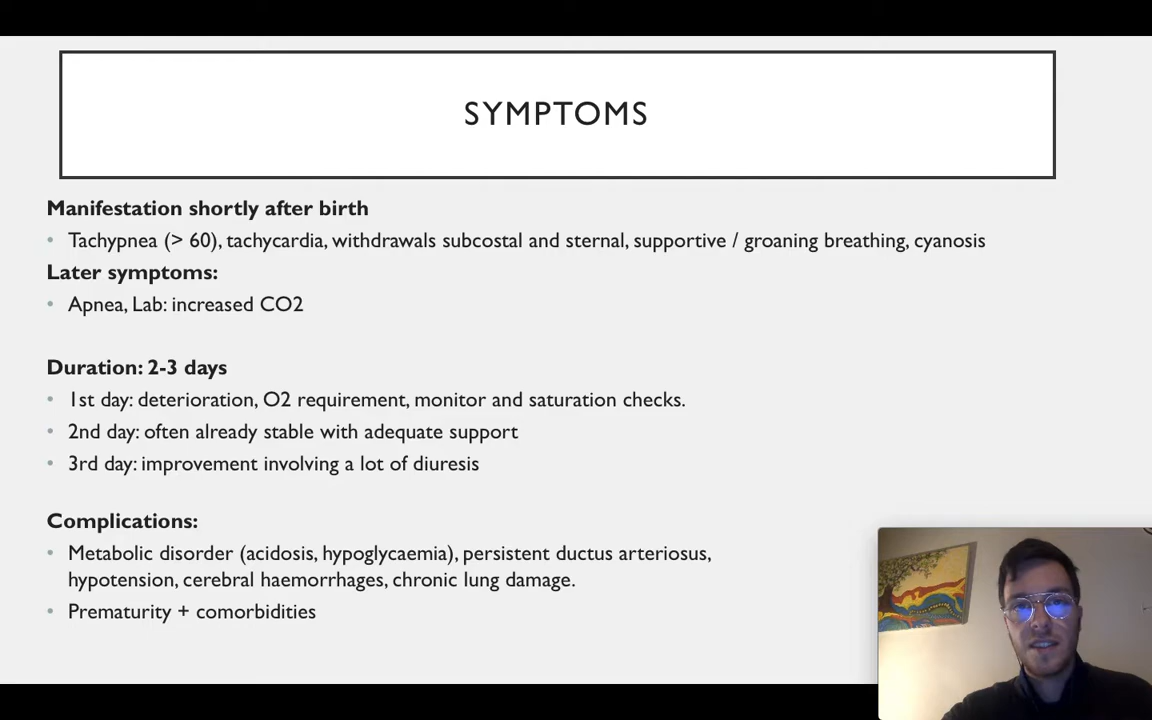 SYMPTOMS
Manifestation shortly after birth
• Tachypnea (> 60), tachycardia, withdrawals subcostal and sternal, supportive / groaning breathing, cyanosis
Later symptoms:
• Apnea, Lab: increased CO2
Duration: 2-3 days
• 1st day: deterioration, O2 requirement, monitor and saturation checks.
• 2nd day: often already stable with adequate support
• 3rd day: improvement involving a lot of diuresis
Complications:
• Metabolic disorder (acidosis, hypoglycaemia), persistent ductus arteriosus,
hypotension, cerebral haemorrhages, chronic lung damage.
• Prematurity + comorbidities